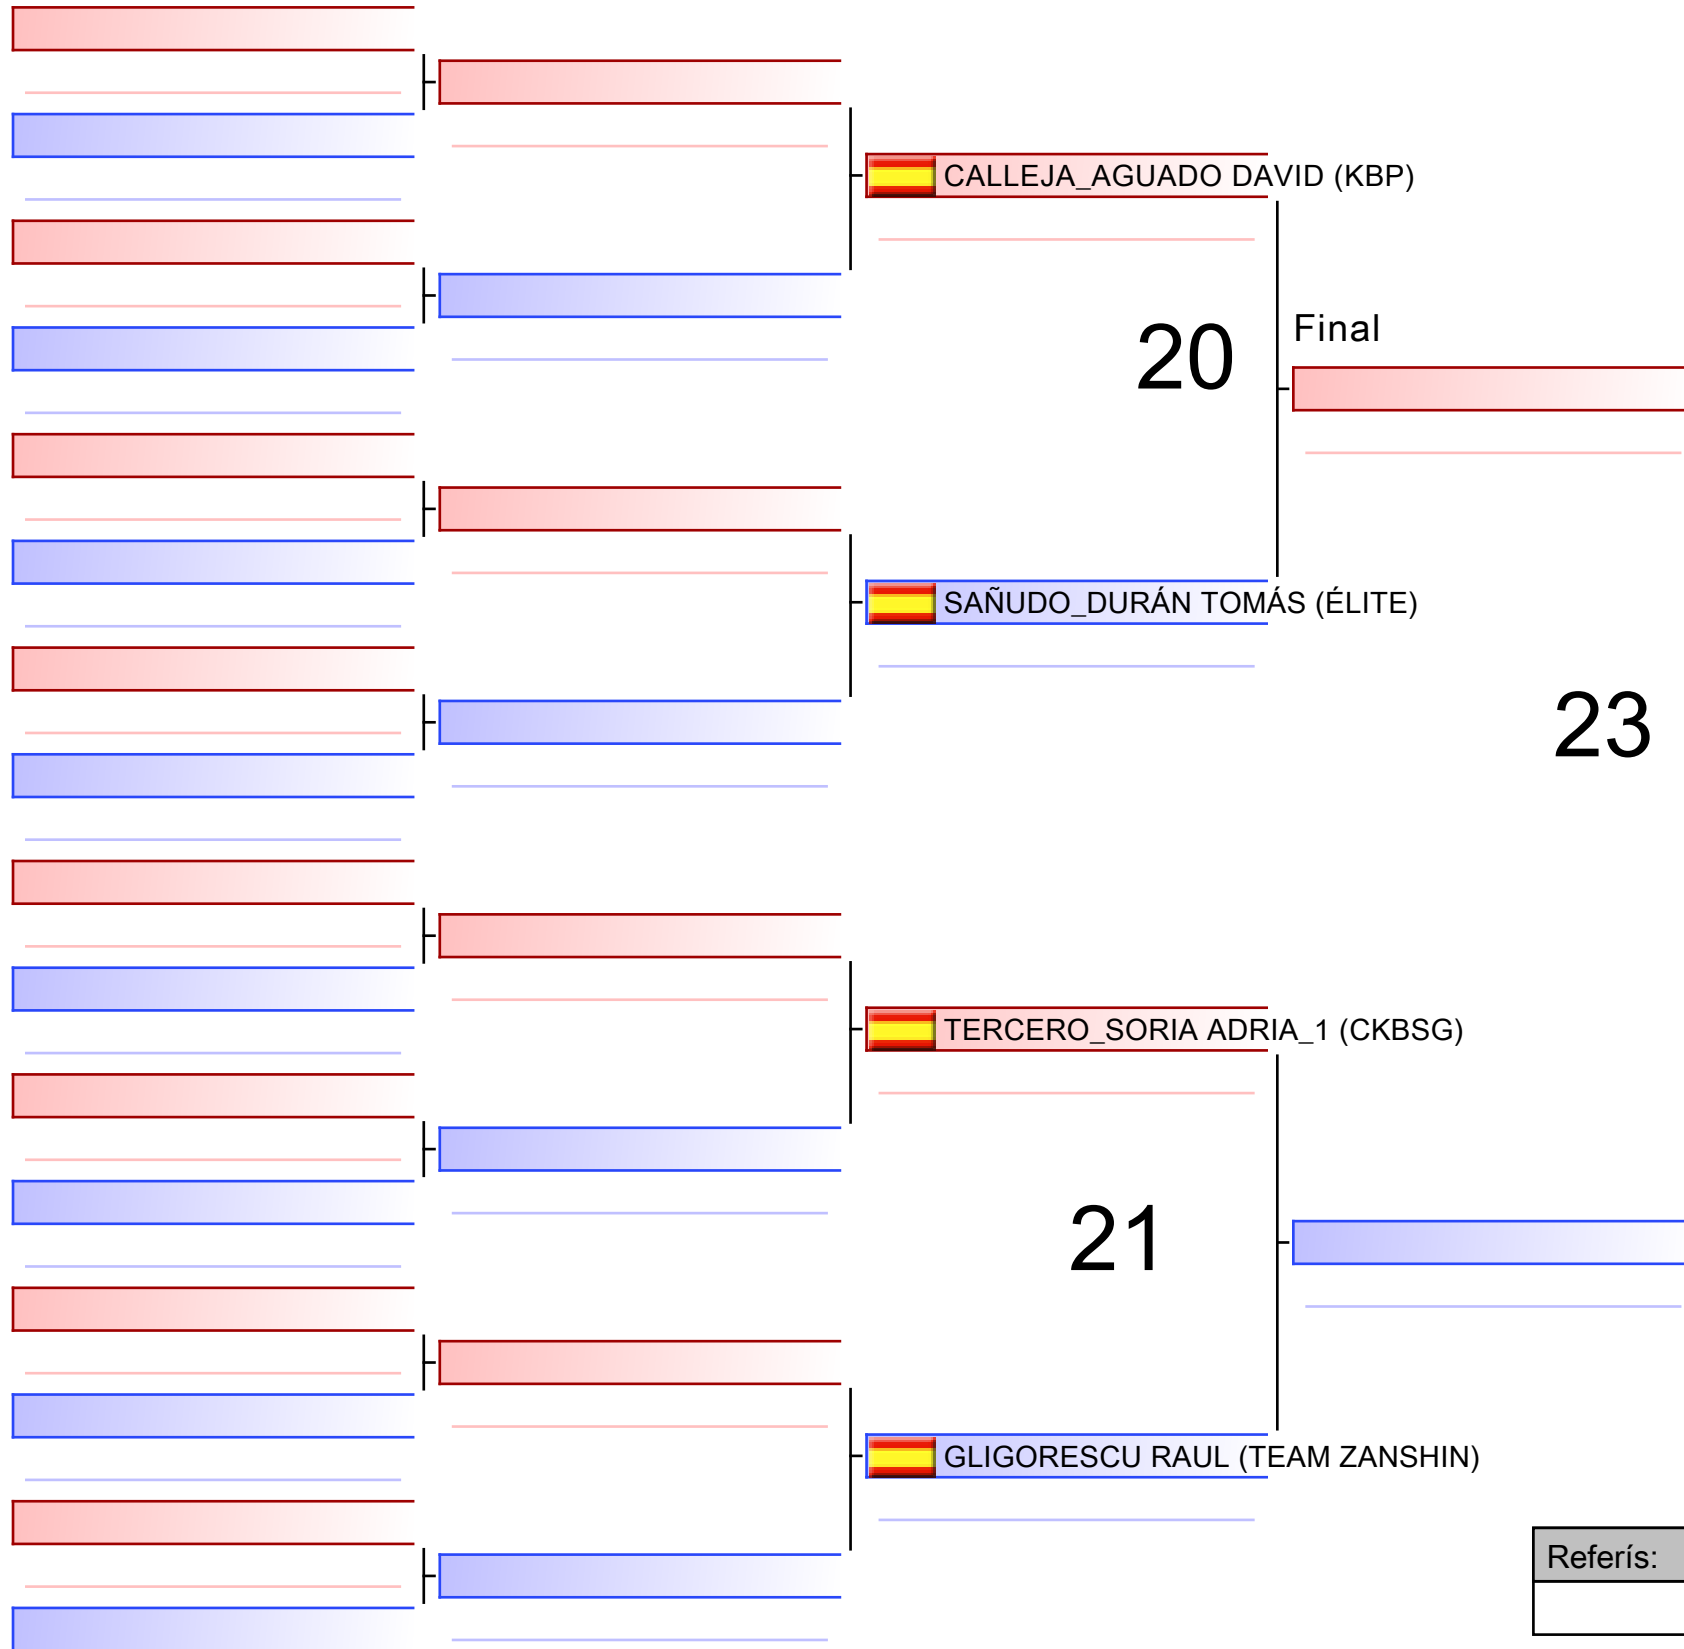 CALLEJA_AGUADO DAVID (KBP)
20
Final
SAÑUDO_DURÁN TOMÁS (ÉLITE)
23
TERCERO_SORIA ADRIA_1 (CKBSG)
21
GLIGORESCU RAUL (TEAM ZANSHIN)
Referís: